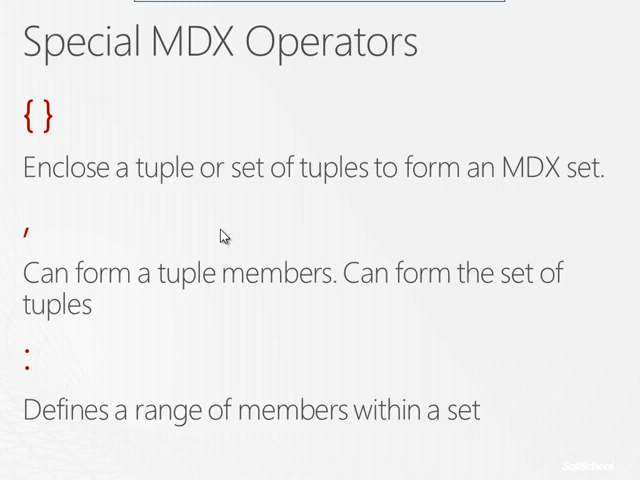 Special MDX Operators
{ }
Enclose a tuple or set of tuples to form an MDX set.
,
Can form a tuple members. Can form the set of
tuples
:
Defines a range of members within a set
SqlSchool